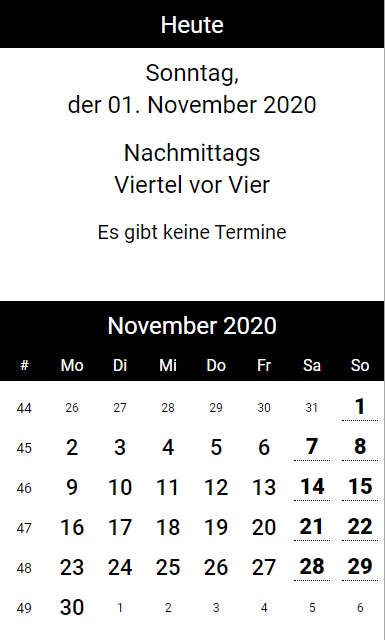 Heute
Sonntag,
der 01. November 2020
Nachmittags
Viertel vor Vier
Es gibt keine Termine
November 2020
# Mo Di Mi Do Fr Sa So
44 26 27 28 29 30 31 1
45 2 3 4 5 6 7 8
46 9 10 11 12 13 14 15
47 16 17 18 19 20 21 22
48 23 24 25 26 27 28 29
49 30 1 2 3 4 5 6